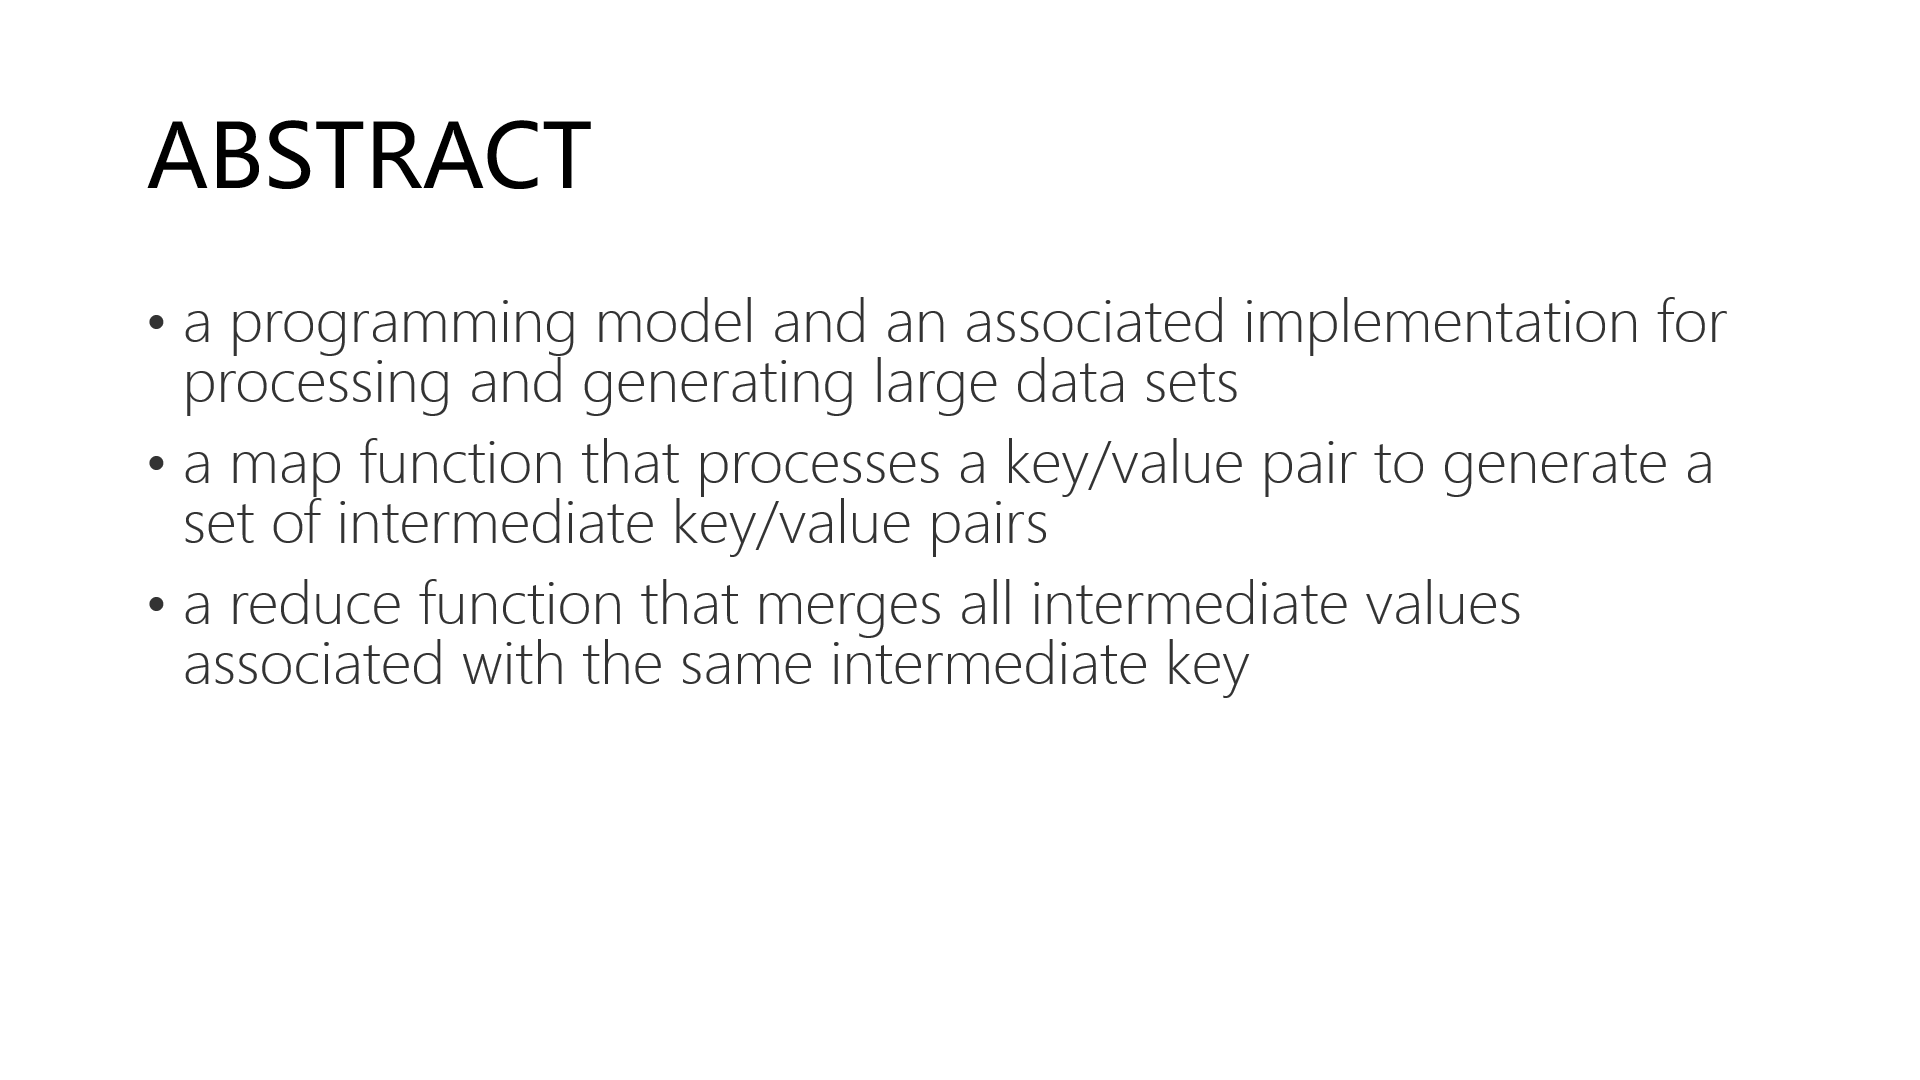 ABSTRACT
• a programming model and an associated implementation for
processing and generating large data sets
• a map function that processes a key/value pair to generate a
set of intermediate key/value pairs
• a reduce function that merges all intermediate values
associated with the same intermediate key